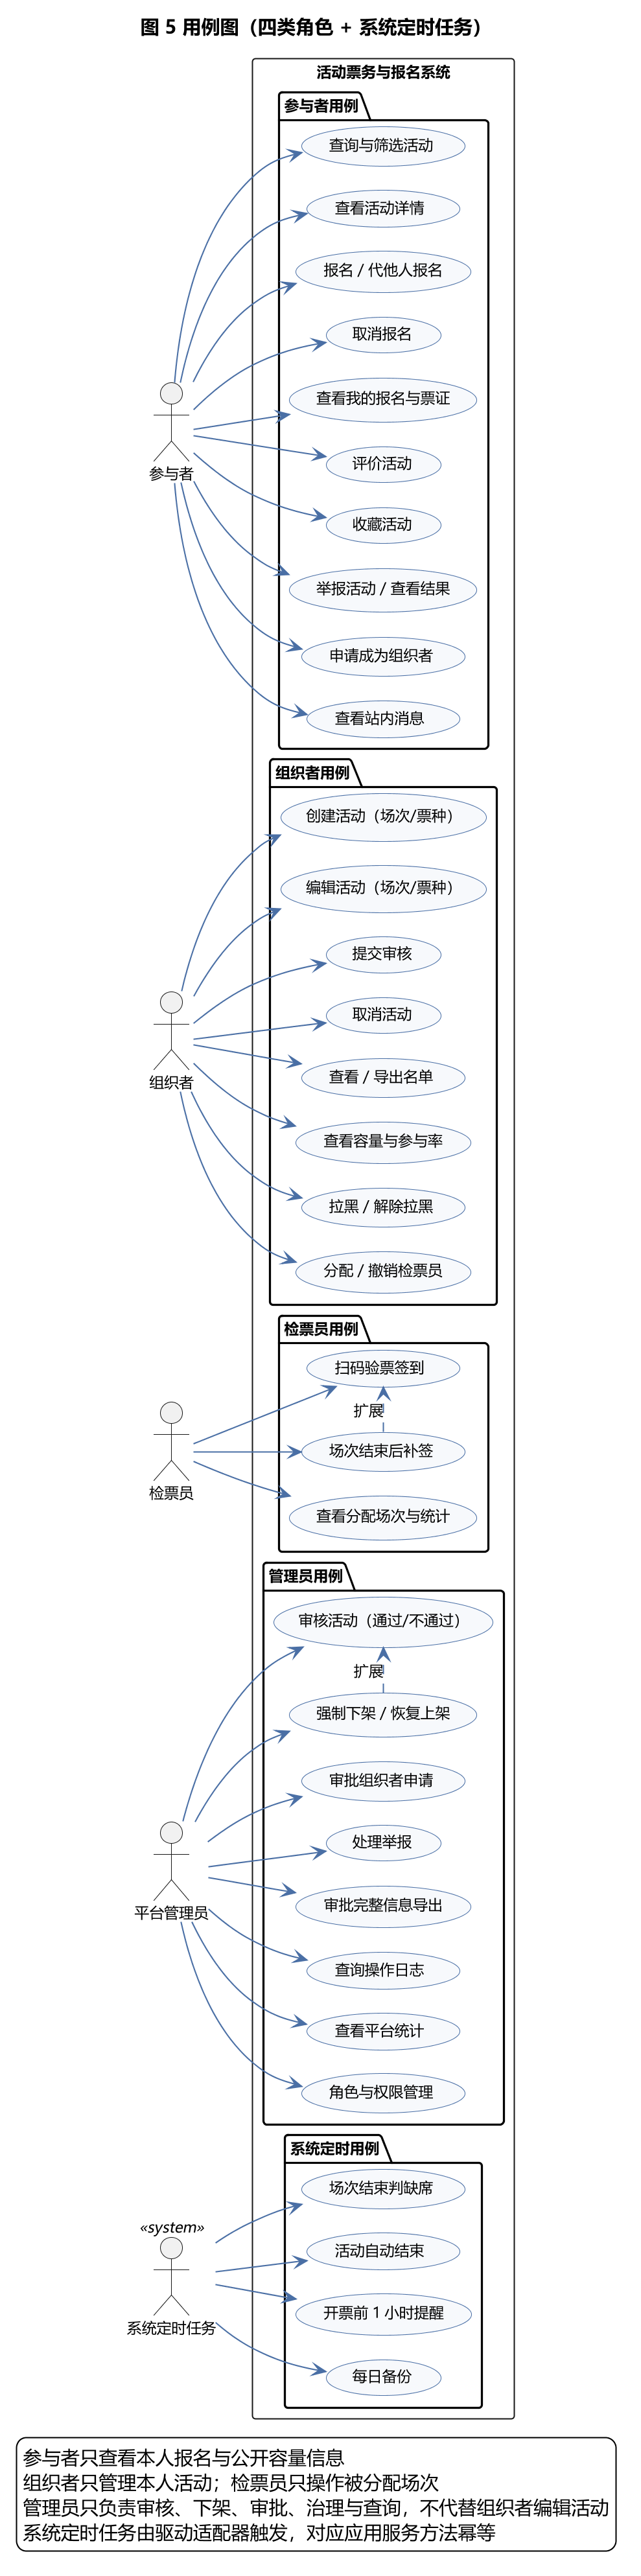 图 5 用例图（四类角色 + 系统定时任务）
活动票务与报名系统
参与者用例
查询与筛选活动
查看活动详情
报名 / 代他人报名
取消报名
查看我的报名与票证
评价活动
收藏活动
举报活动 / 查看结果
申请成为组织者
查看站内消息
参与者
组织者用例
创建活动（场次/票种）
编辑活动（场次/票种）
提交审核
取消活动
查看 / 导出名单
查看容量与参与率
拉黑 / 解除拉黑
分配 / 撤销检票员
组织者
检票员用例
扫码验票签到
扩展
场次结束后补签
查看分配场次与统计
检票员
管理员用例
审核活动（通过/不通过）
扩展
强制下架 / 恢复上架
审批组织者申请
处理举报
审批完整信息导出
查询操作日志
查看平台统计
角色与权限管理
平台管理员
系统定时用例
场次结束判缺席
活动自动结束
开票前 1 小时提醒
每日备份
«system»
系统定时任务
参与者只查看本人报名与公开容量信息
组织者只管理本人活动；检票员只操作被分配场次
管理员只负责审核、下架、审批、治理与查询，不代替组织者编辑活动
系统定时任务由驱动适配器触发，对应应用服务方法幂等